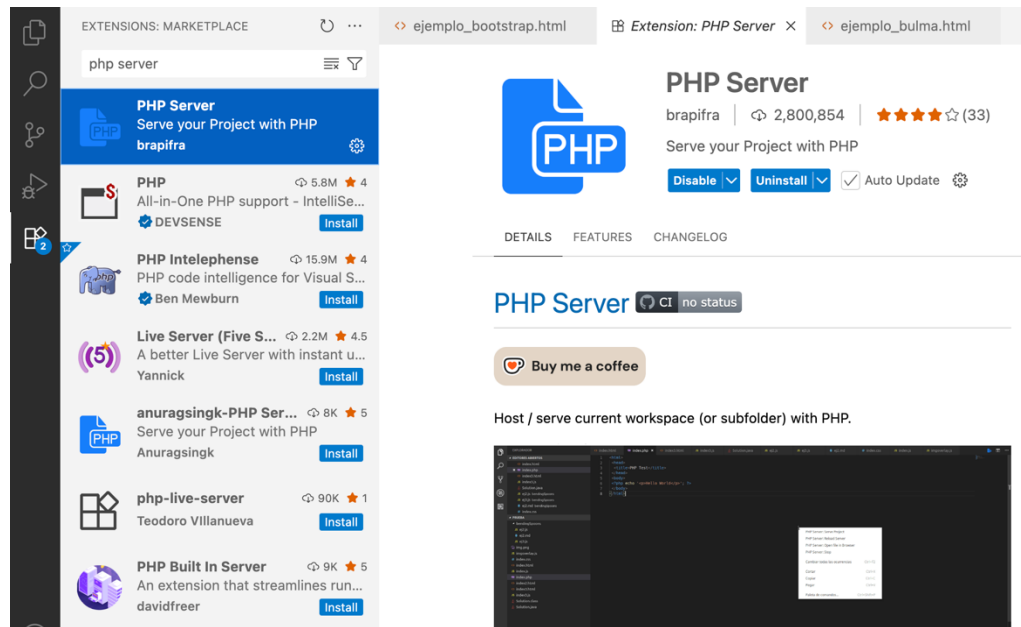 EXTENSIONS: MARKETPLACE
php server
PHP Server
Serve your Project with PHP
brapifra
PHP 5.8M 4
All-in-One PHP support - IntelliSe...
DEVSENSE Install
PHP Intelephense 15.9M 4
PHP code intelligence for Visual S...
Ben Mewburn Install
Live Server (Five S... 2.2M 4.5
A better Live Server with instant u...
Yannick Install
anuragsingk-PHP Ser... 8K 5
Serve your Project with PHP
Anuragsingk Install
php-live-server 90K 1
Teodoro VIllanueva Install
PHP Built In Server 9K 5
An extension that streamlines run...
davidfreer Install
2
PHP
php
(5)
PHP
ejemplo_bootstrap.html Extension: PHP Server ejemplo_bulma.html
PHP
PHP Server
brapifra 2,800,854 (33)
Serve your Project with PHP
Disable Uninstall Auto Update
DETAILS FEATURES CHANGELOG
PHP Server CI no status
Buy me a coffee
Host / serve current workspace (or subfolder) with PHP.